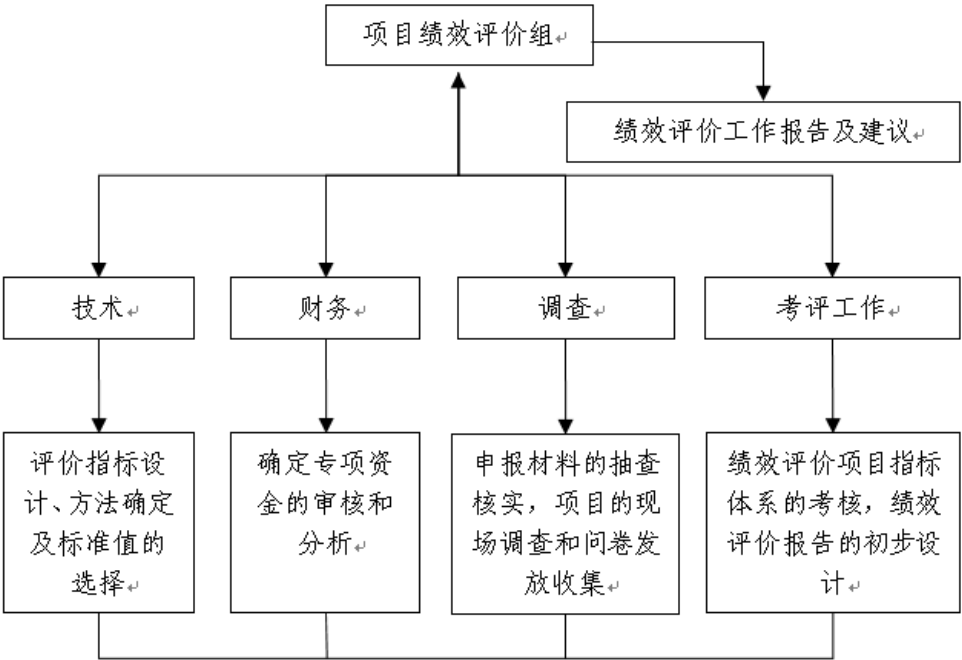 项目绩效评价组
绩效评价工作报告及建议
技术
财务
调查
考评工作
评价指标设
计、方法确定
及标准值的
选择
确定专项资
金的审核和
分析
申报材料的抽查
核实，项目的现
场调查和问卷发
放收集
绩效评价项目指标
体系的考核，绩效
评价报告的初步设
计